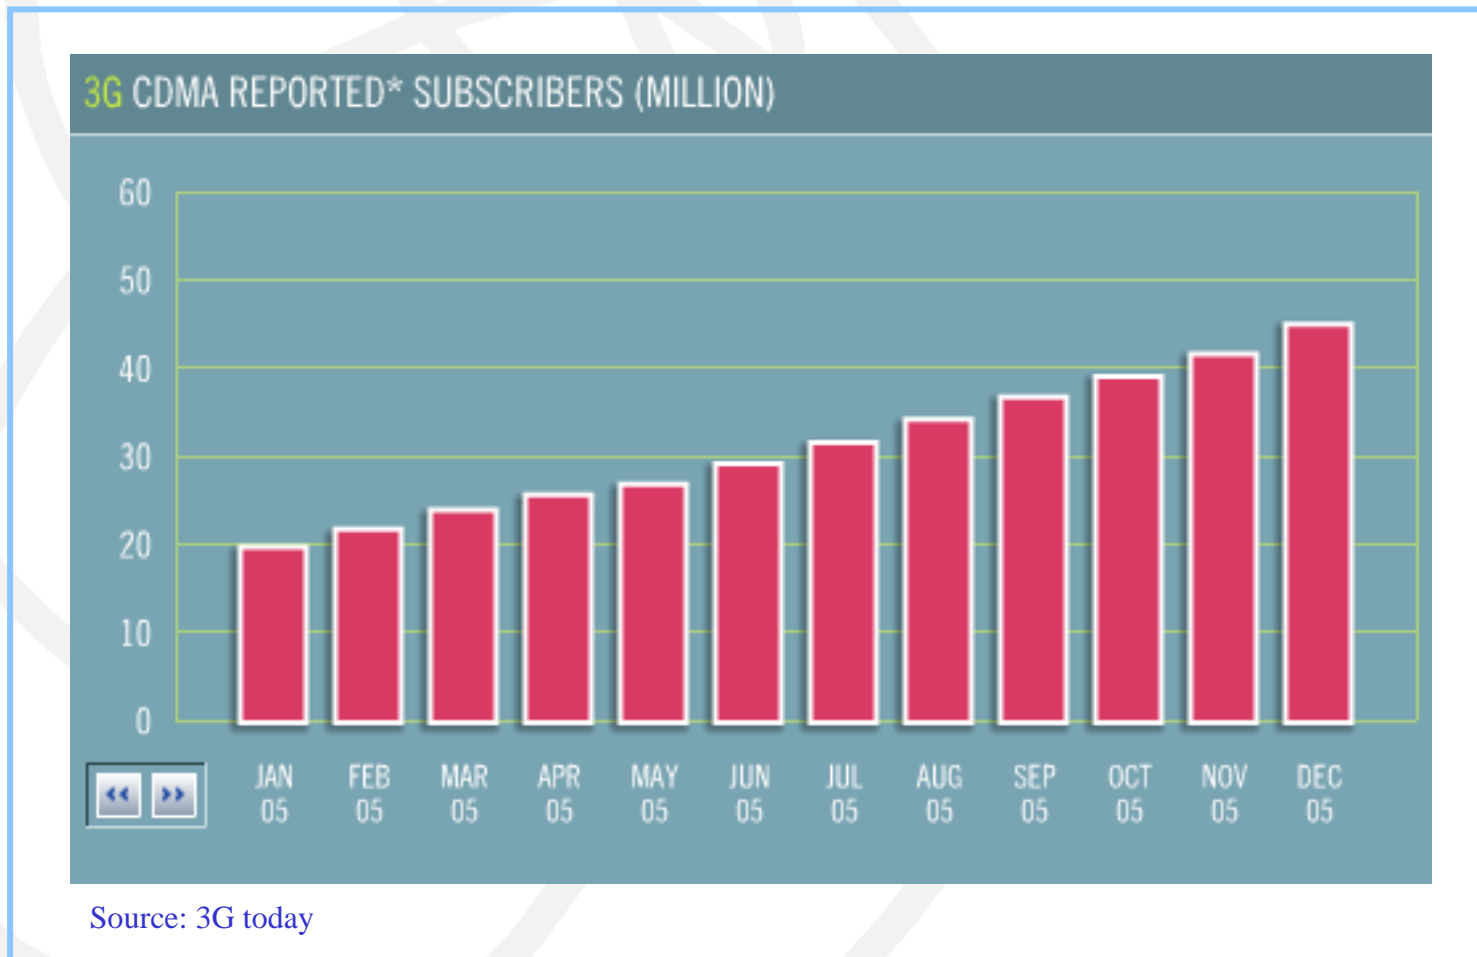 3G CDMA REPORTED* SUBSCRIBERS (MILLION)
60
50
40
30
20
10
0
JAN FEB MAR APR MAY JUN JUL AUG SEP OCT NOV DEC
05 05 05 05 05 05 05 05 05 05 05 05
Source: 3G today